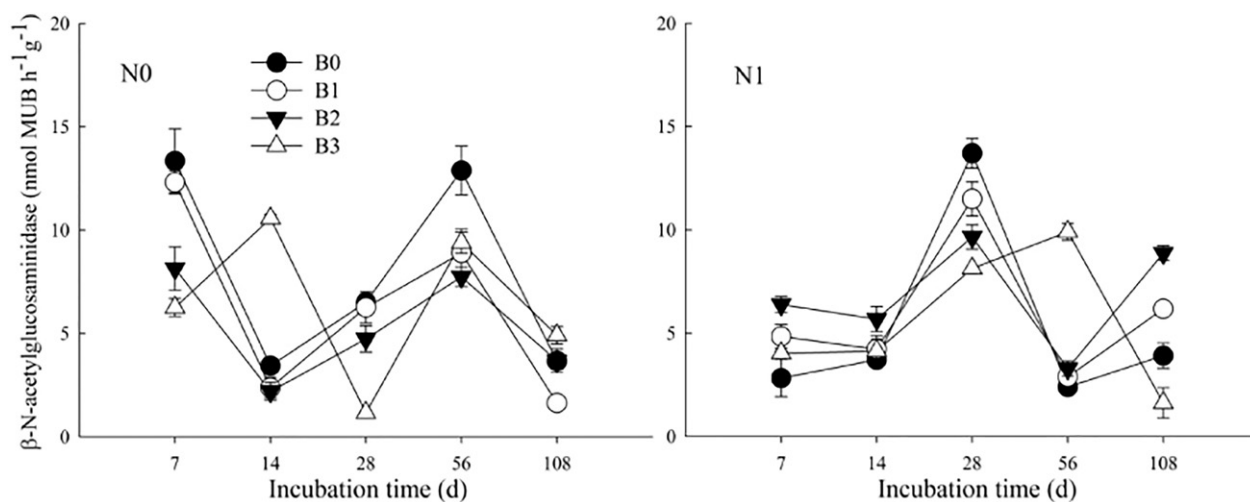 β-N-acetylglucosaminidase (nmol MUB h⁻¹g⁻¹)
20
15
10
5
0
N0
B0
B1
B2
B3
7 14 28 56 108
Incubation time (d)
20
15
10
5
0
N1
7 14 28 56 108
Incubation time (d)